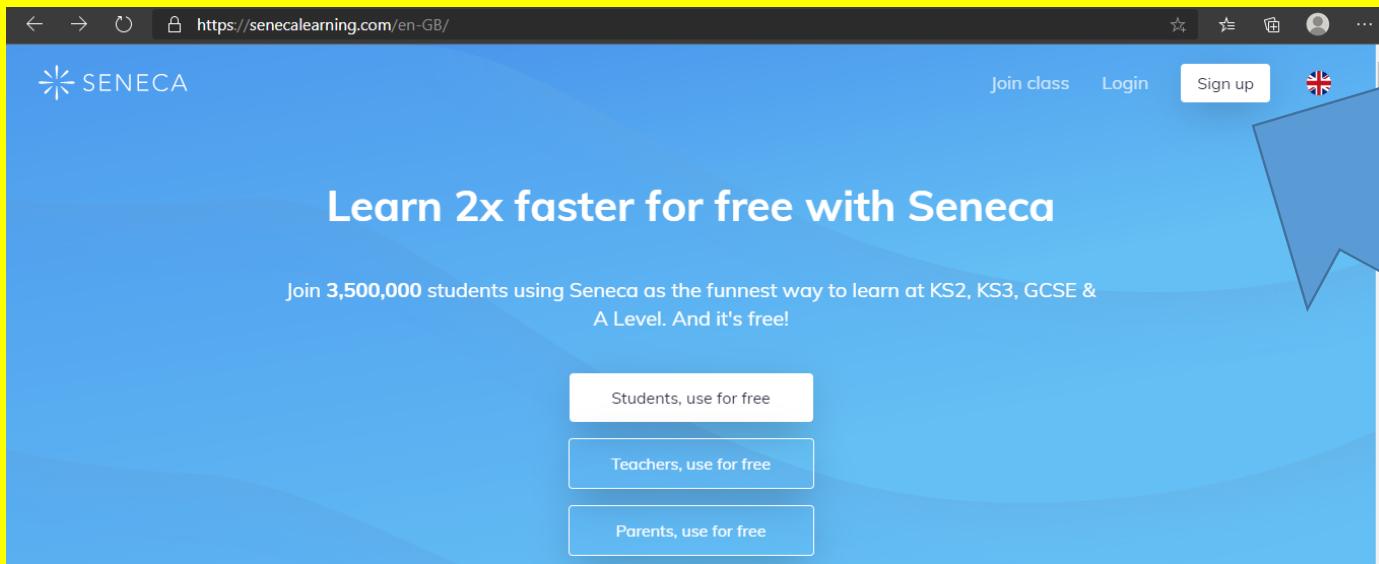 https://senecalearning.com/en-GB/
SENECA
Join class
Login
Sign up
Learn 2x faster for free with Seneca
Join 3,500,000 students using Seneca as the funnest way to learn at KS2, KS3, GCSE &
A Level. And it's free!
Students, use for free
Teachers, use for free
Parents, use for free